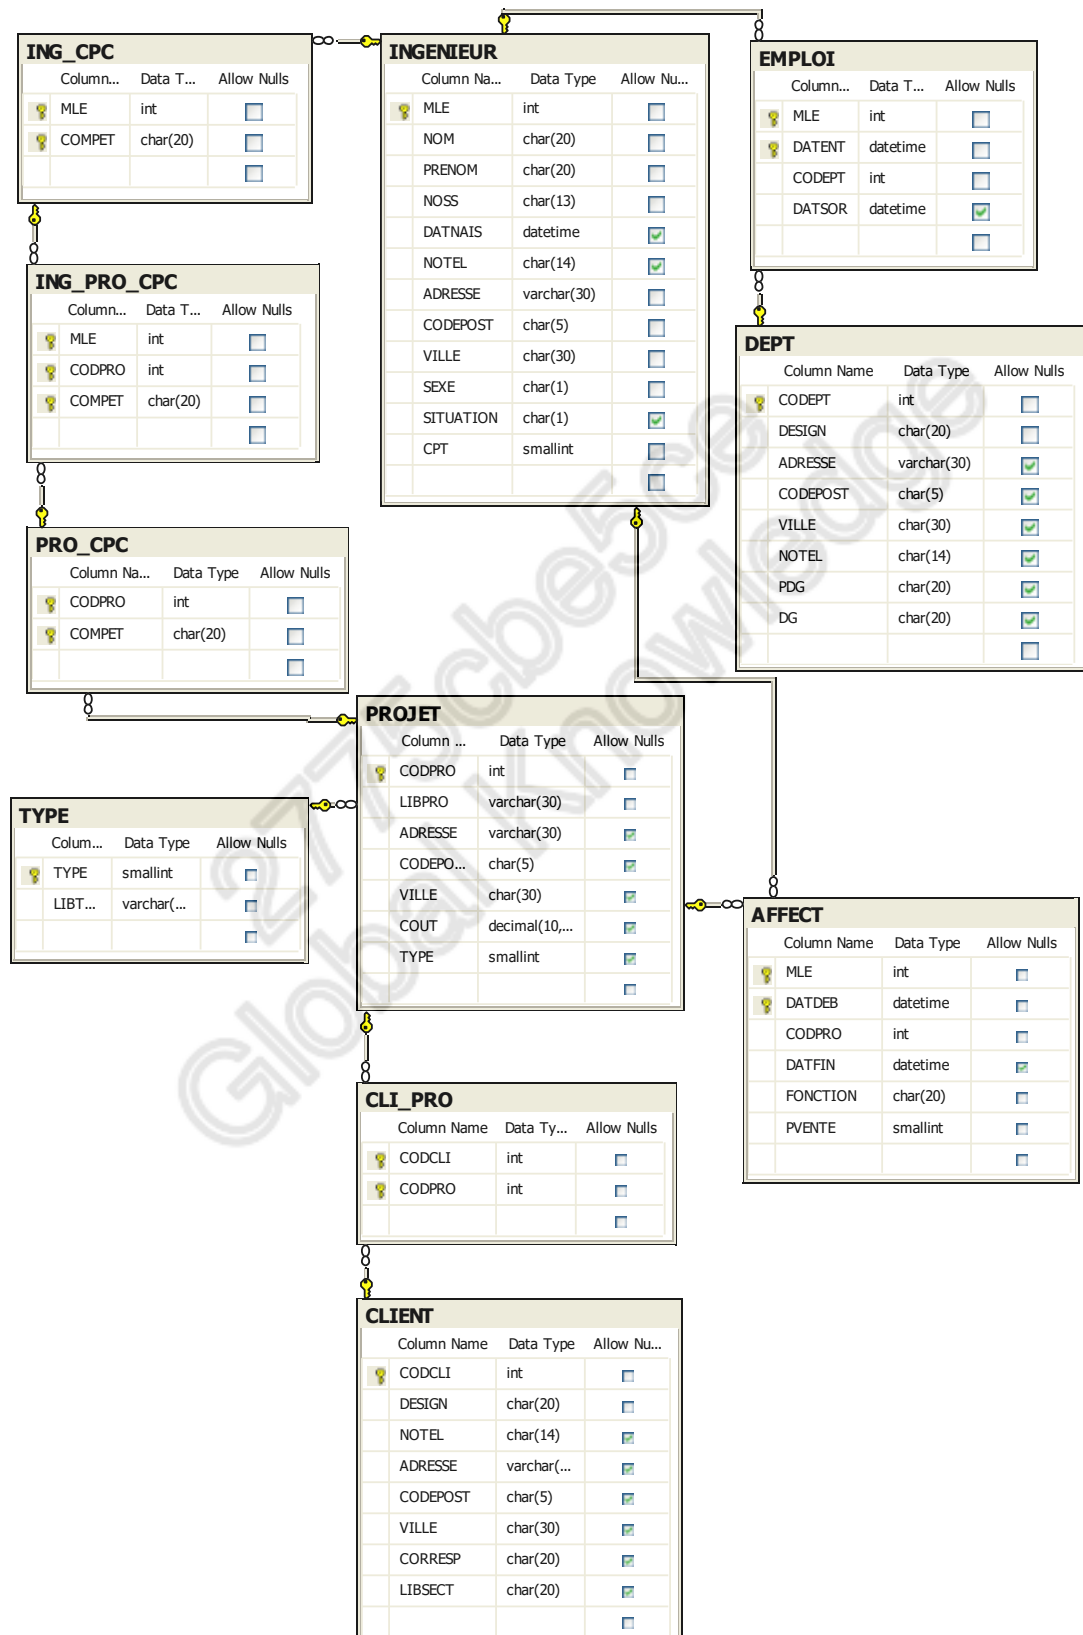 ING_CPC
Column... Data T... Allow Nulls
MLE int
COMPET char(20)
INGENIEUR
Column Na... Data Type Allow Nu...
MLE int
NOM char(20)
PRENOM char(20)
NOSS char(13)
DATNAIS datetime
NOTEL char(14)
ADRESSE varchar(30)
CODEPOST char(5)
VILLE char(30)
SEXE char(1)
SITUATION char(1)
CPT smallint
EMPLOI
Column... Data T... Allow Nulls
MLE int
DATENT datetime
CODEPT int
DATSOR datetime
ING_PRO_CPC
Column... Data T... Allow Nulls
MLE int
CODPRO int
COMPET char(20)
DEPT
Column Name Data Type Allow Nulls
CODEPT int
DESIGN char(20)
ADRESSE varchar(30)
CODEPOST char(5)
VILLE char(30)
NOTEL char(14)
PDG char(20)
DG char(20)
PRO_CPC
Column Na... Data Type Allow Nulls
CODPRO int
COMPET char(20)
PROJET
Column ... Data Type Allow Nulls
CODPRO int
LIBPRO varchar(30)
ADRESSE varchar(30)
CODEPO... char(5)
VILLE char(30)
COUT decimal(10,...
TYPE smallint
TYPE
Colum... Data Type Allow Nulls
TYPE smallint
LIBT... varchar(...
AFFECT
Column Name Data Type Allow Nulls
MLE int
DATDEB datetime
CODPRO int
DATFIN datetime
FONCTION char(20)
PVENTE smallint
CLI_PRO
Column Name Data Ty... Allow Nulls
CODCLI int
CODPRO int
CLIENT
Column Name Data Type Allow Nu...
CODCLI int
DESIGN char(20)
NOTEL char(14)
ADRESSE varchar(...
CODEPOST char(5)
VILLE char(30)
CORRESP char(20)
LIBSECT char(20)
2775cbe5ce
Global Knowledge